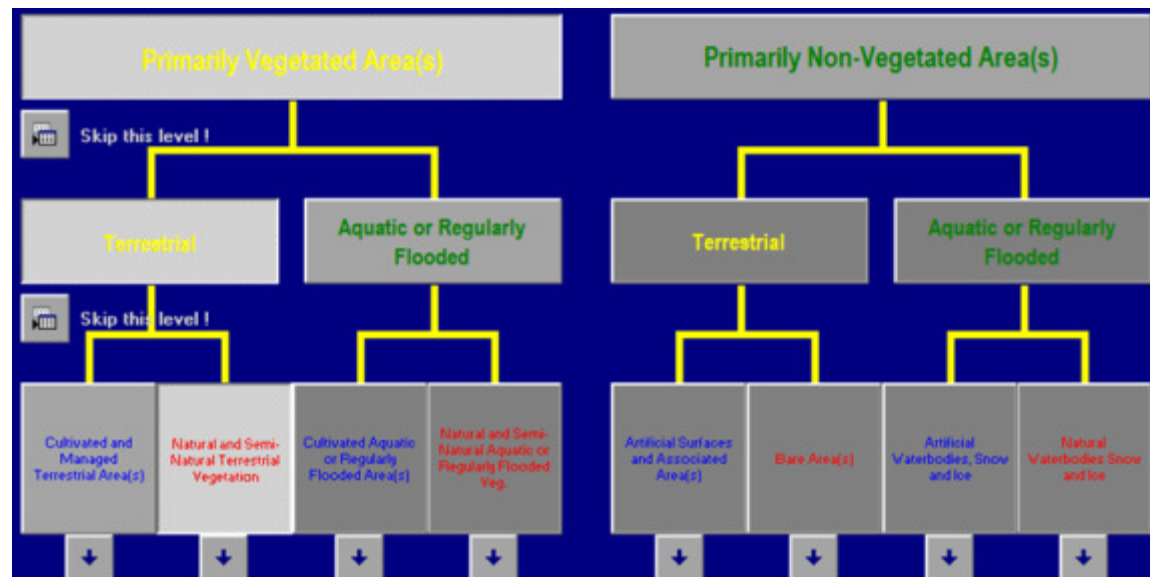 Primarily Vegetated Area(s)
Primarily Non-Vegetated Area(s)
Skip this level !
Terrestrial
Aquatic or Regularly
Flooded
Terrestrial
Aquatic or Regularly
Flooded
Skip this level !
Cultivated and
Managed
Terrestrial Area(s)
Natural and Semi-
Natural Terrestrial
Vegetation
Cultivated Aquatic
or Regularly
Flooded Area(s)
Natural and Semi-
Natural Aquatic or
Regularly Flooded
Veg.
Artificial Surfaces
and Associated
Area(s)
Bare Area(s)
Artificial
Waterbodies, Snow
and Ice
Natural
Waterbodies Snow
and Ice